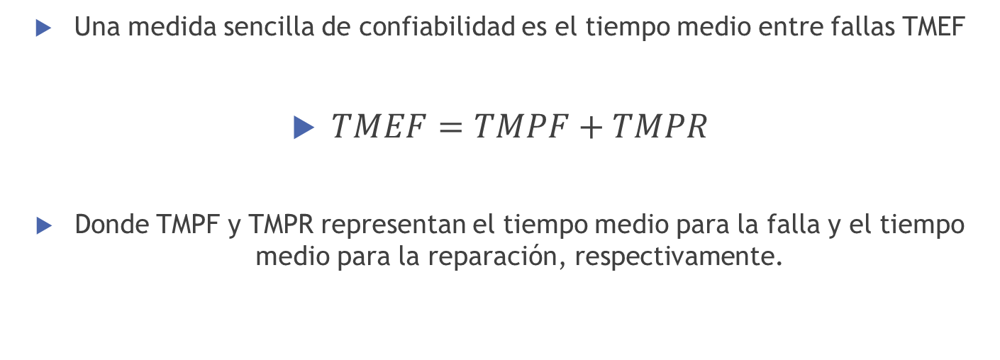 Una medida sencilla de confiabilidad es el tiempo medio entre fallas TMEF
TMEF = TMPF + TMPR
Donde TMPF y TMPR representan el tiempo medio para la falla y el tiempo
medio para la reparación, respectivamente.